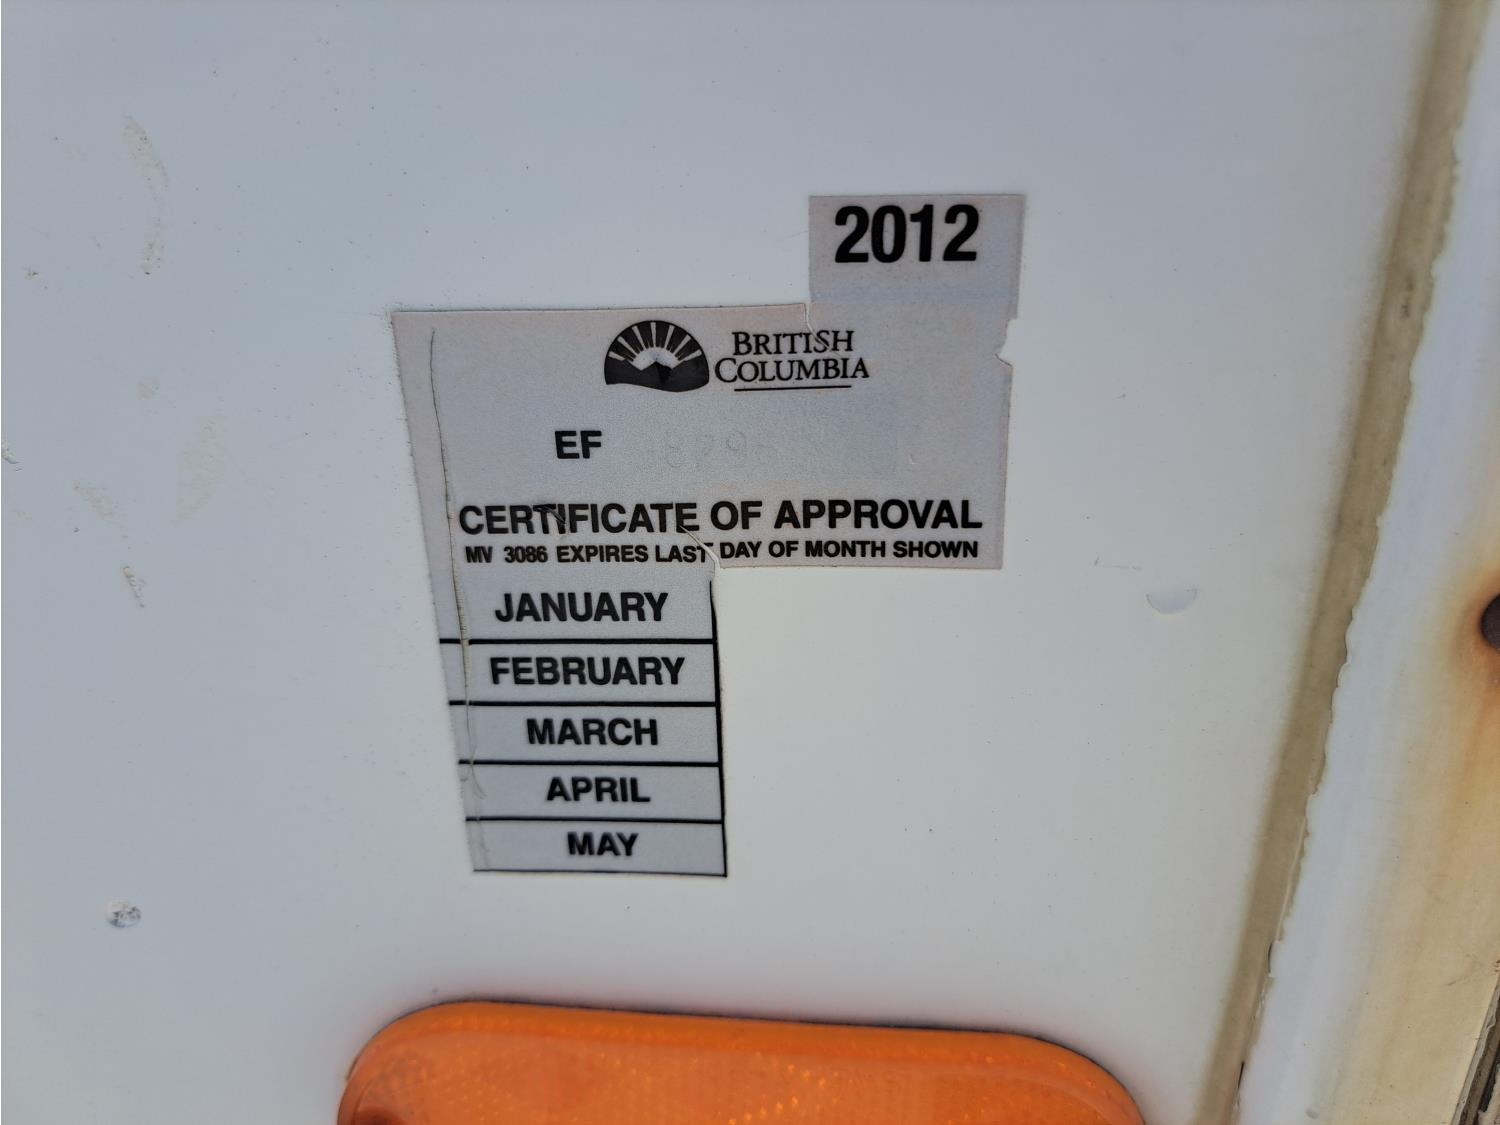 2012
BRITISH
COLUMBIA
EF
CERTIFICATE OF APPROVAL
MV 3086 EXPIRES LAST DAY OF MONTH SHOWN
JANUARY
FEBRUARY
MARCH
APRIL
MAY